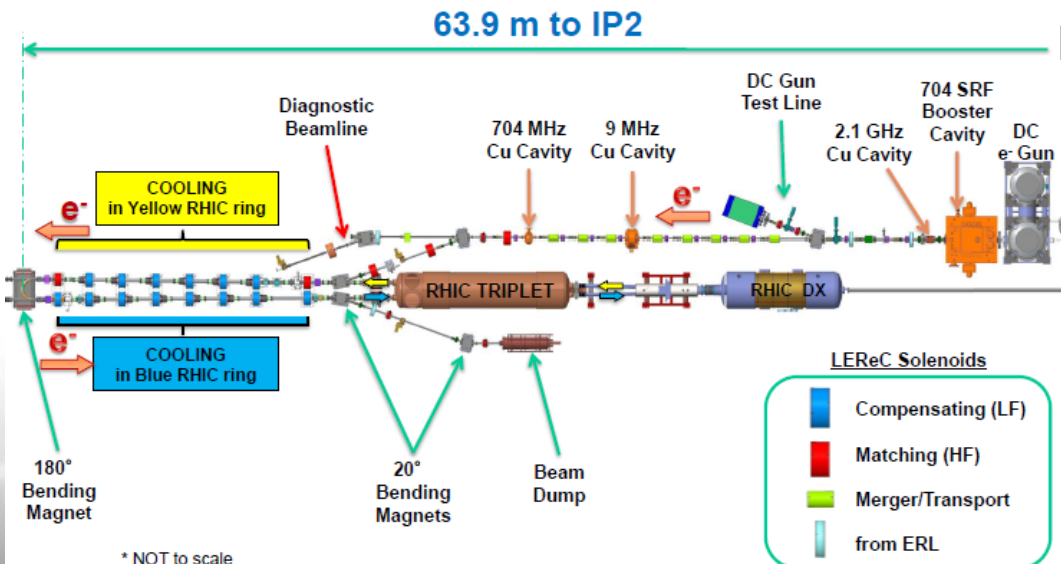 63.9 m to IP2
Diagnostic
Beamline
704 MHz
Cu Cavity
9 MHz
Cu Cavity
DC Gun
Test Line
2.1 GHz
Cu Cavity
704 SRF
Booster
Cavity
DC
e- Gun
COOLING
in Yellow RHIC ring
e-
e-
RHIC TRIPLET
RHIC DX
e-
COOLING
in Blue RHIC ring
180°
Bending
Magnet
20°
Bending
Magnets
Beam
Dump
LEReC Solenoids
Compensating (LF)
Matching (HF)
Merger/Transport
from ERL
* NOT to scale